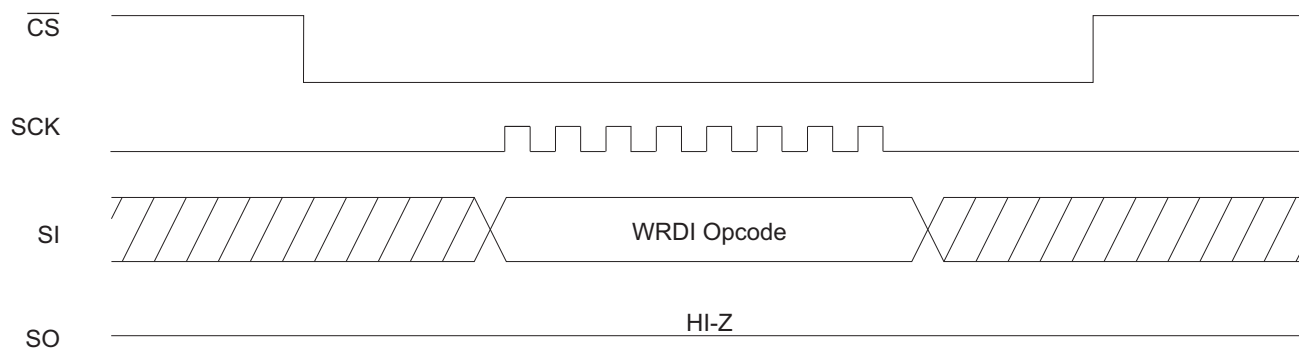 CS
SCK
SI
WRDI Opcode
HI-Z
SO